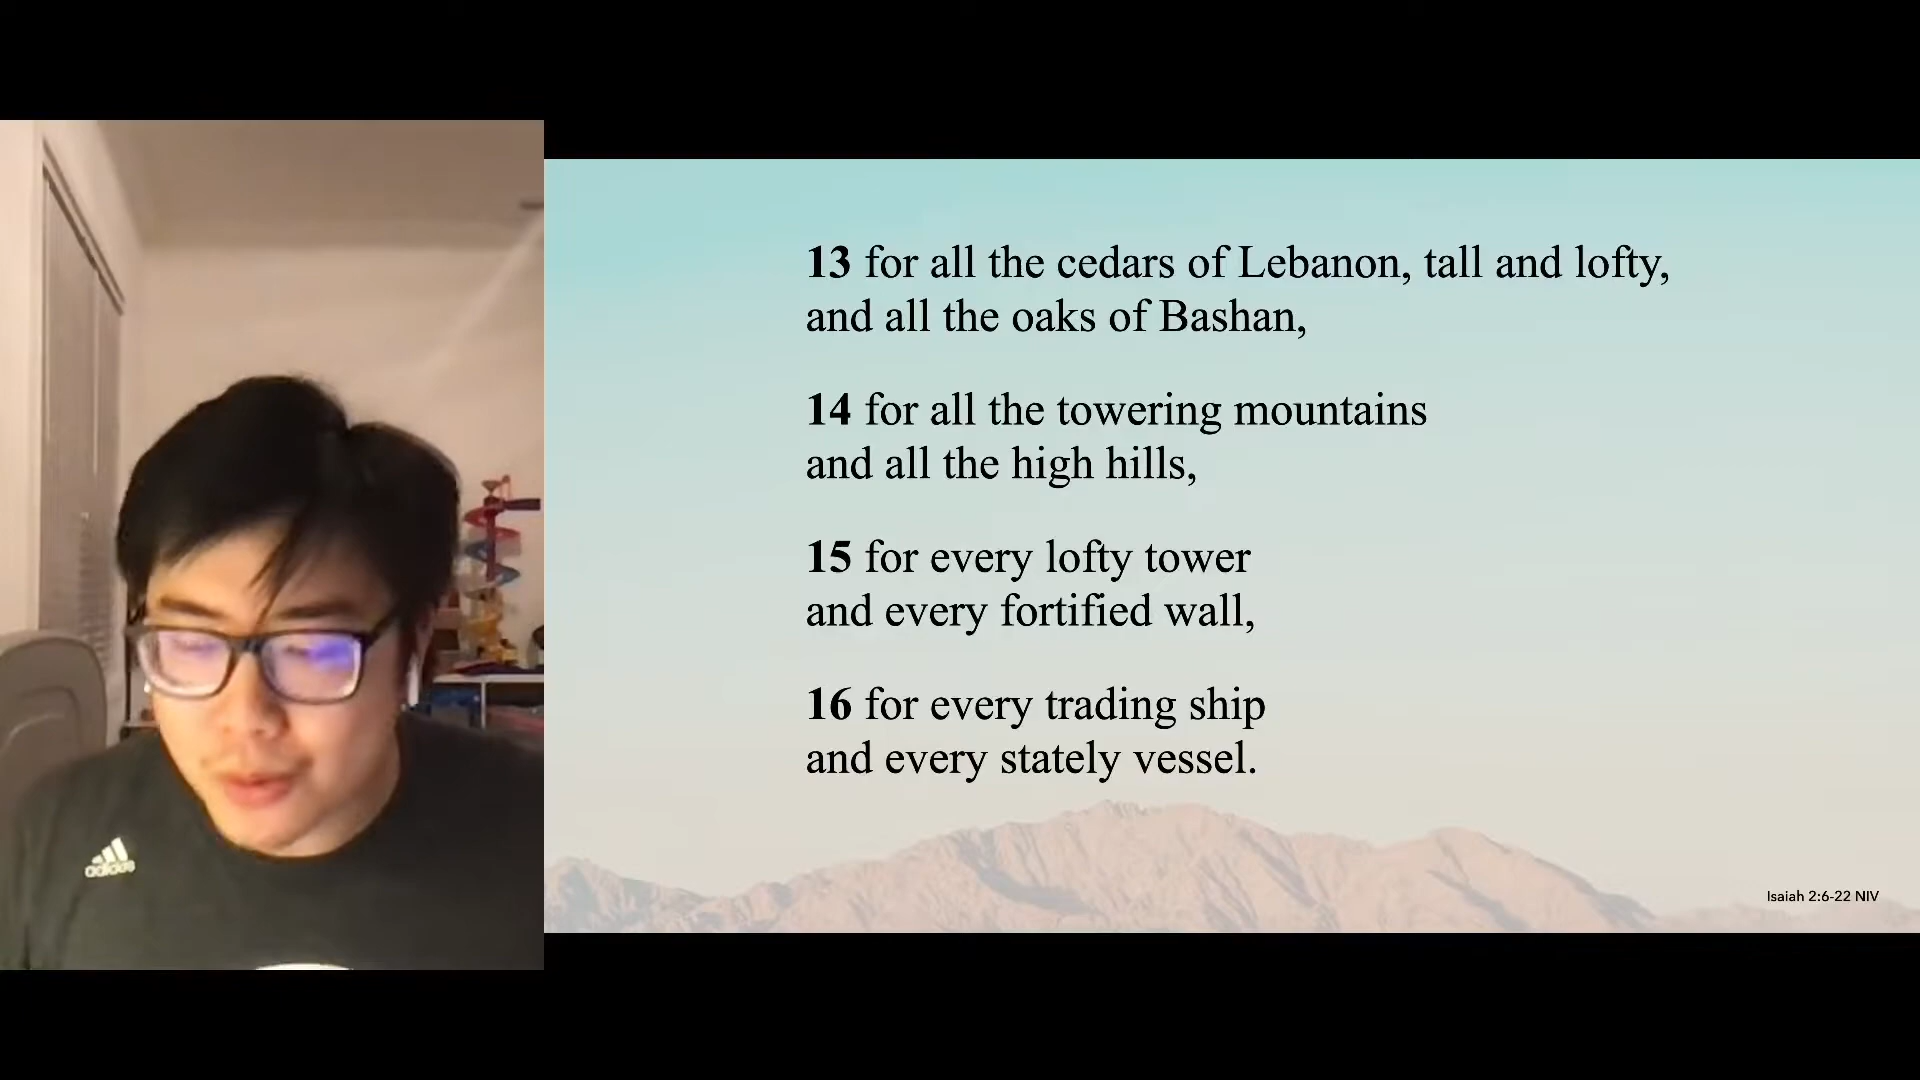 13 for all the cedars of Lebanon, tall and lofty,
and all the oaks of Bashan,
14 for all the towering mountains
and all the high hills,
15 for every lofty tower
and every fortified wall,
16 for every trading ship
and every stately vessel.
Isaiah 2:6-22 NIV
adidas